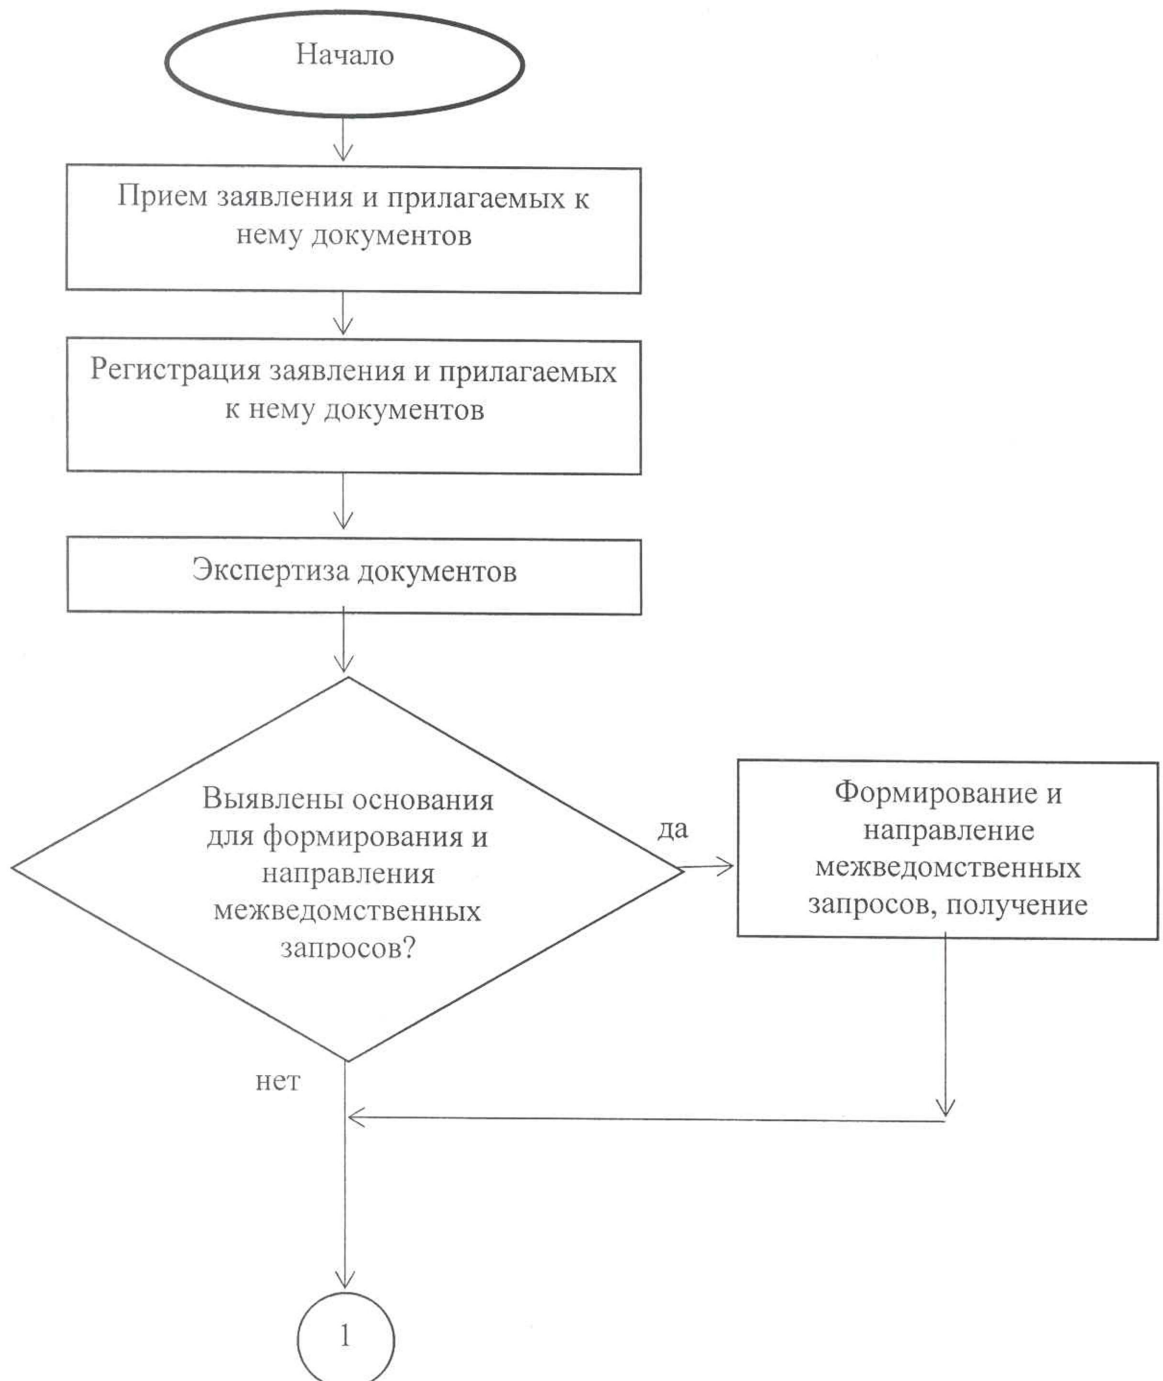 Начало
Прием заявления и прилагаемых к
нему документов
Регистрация заявления и прилагаемых
к нему документов
Экспертиза документов
Выявлены основания
для формирования и
направления
межведомственных
запросов?
да
Формирование и
направление
межведомственных
запросов, получение
нет
1